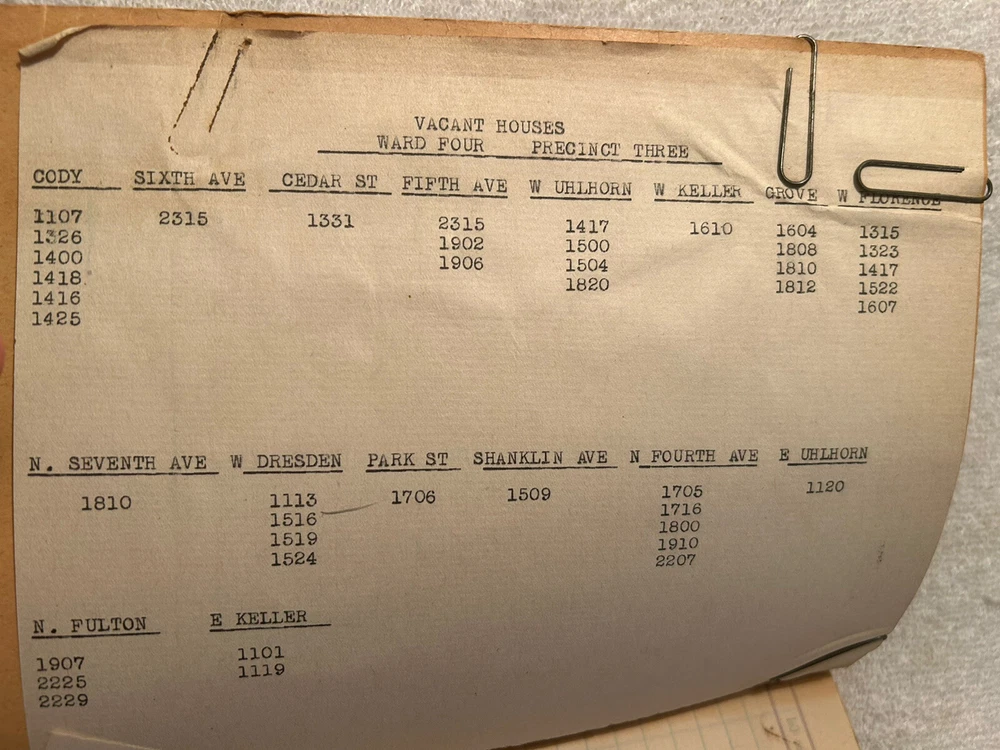 VACANT HOUSES
WARD FOUR PRECINCT THREE
CODY SIXTH AVE CEDAR ST FIFTH AVE W UHLHORN W KELLER GROVE W FLORENCE
1107 2315 1331 2315 1417 1610 1604 1315
1326 1902 1500 1808 1323
1400 1906 1504 1810 1417
1418 1820 1812 1522
1416 1607
1425
N. SEVENTH AVE W DRESDEN PARK ST SHANKLIN AVE N FOURTH AVE E UHLHORN
1810 1113 1706 1509 1705 1120
1516 1716
1519 1800
1524 1910
2207
N. FULTON E KELLER
1907 1101
2225 1119
2229